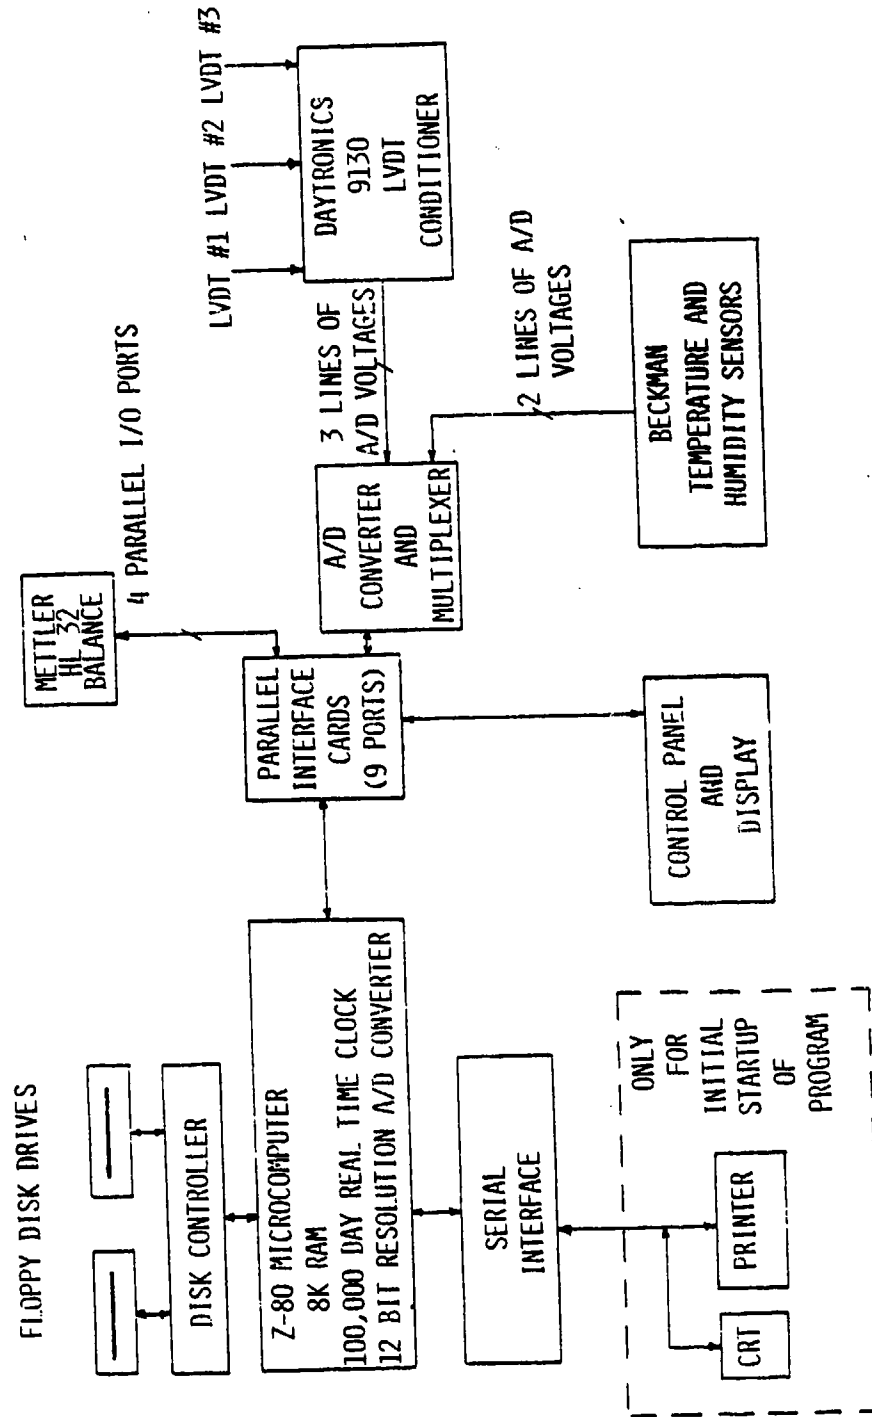 FLOPPY DISK DRIVES
DISK CONTROLLER
Z-80 MICROCOMPUTER
8K RAM
100,000 DAY REAL TIME CLOCK
12 BIT RESOLUTION A/D CONVERTER
SERIAL
INTERFACE
ONLY
FOR
INITIAL
STARTUP
OF
PROGRAM
CRT
PRINTER
METTLER
HL 32
BALANCE
4 PARALLEL I/O PORTS
PARALLEL
INTERFACE
CARDS
(9 PORTS)
CONTROL PANEL
AND
DISPLAY
A/D
CONVERTER
AND
MULTIPLEXER
3 LINES OF
A/D VOLTAGES
LVDT #1 LVDT #2 LVDT #3
DAYTRONICS
9130
LVDT
CONDITIONER
2 LINES OF A/D
VOLTAGES
BECKMAN
TEMPERATURE AND
HUMIDITY SENSORS